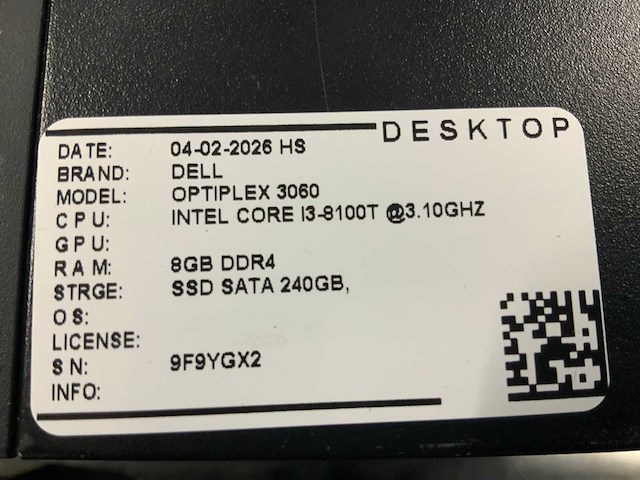 DESKTOP
DATE: 04-02-2026 HS
BRAND: DELL
MODEL: OPTIPLEX 3060
CPU: INTEL CORE I3-8100T @3.10GHZ
GPU:
RAM: 8GB DDR4
STRGE: SSD SATA 240GB,
OS:
LICENSE:
SN: 9F9YGX2
INFO: